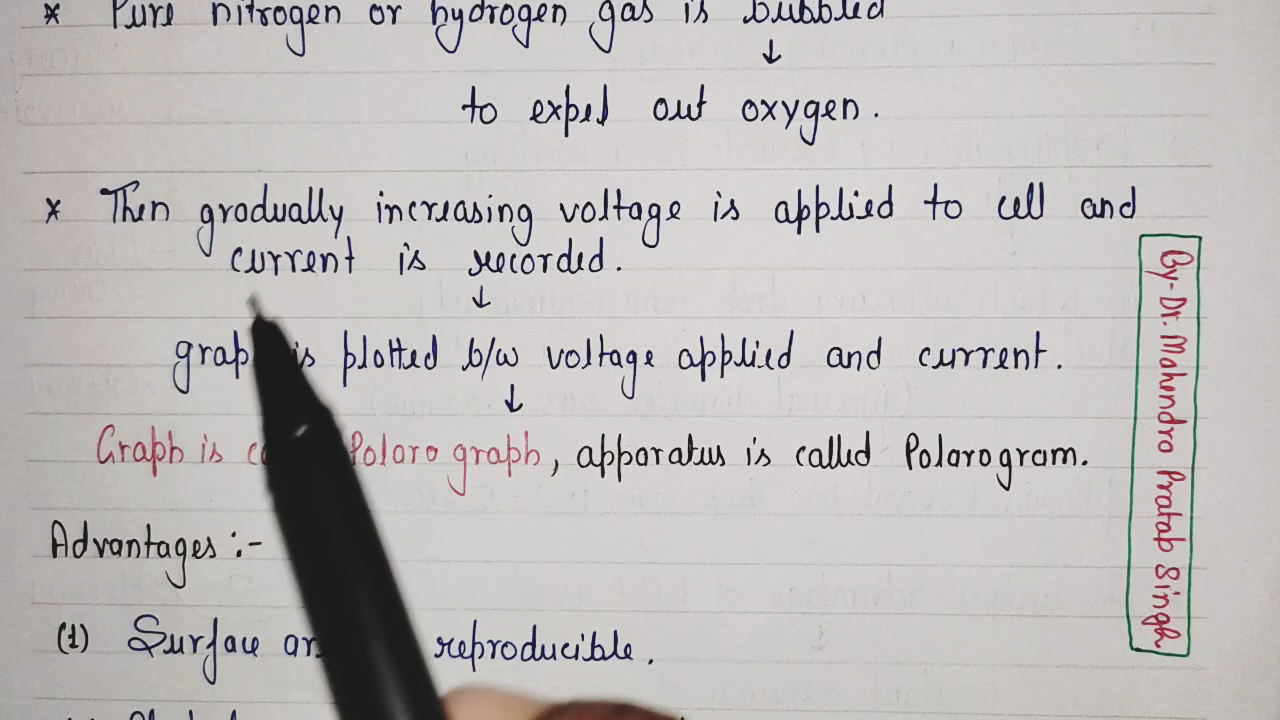 * Pure nitrogen or hydrogen gas is bubbled
↓
to expel out oxygen.
* Then gradually increasing voltage is applied to cell and
current is recorded.
↓
graph is plotted b/w voltage applied and current.
↓
Graph is Polarograph, apparatus is called Polarogram.
Advantages :-
(1) Surface reproducible.
By- Dr. Mahendra Pratab Singh